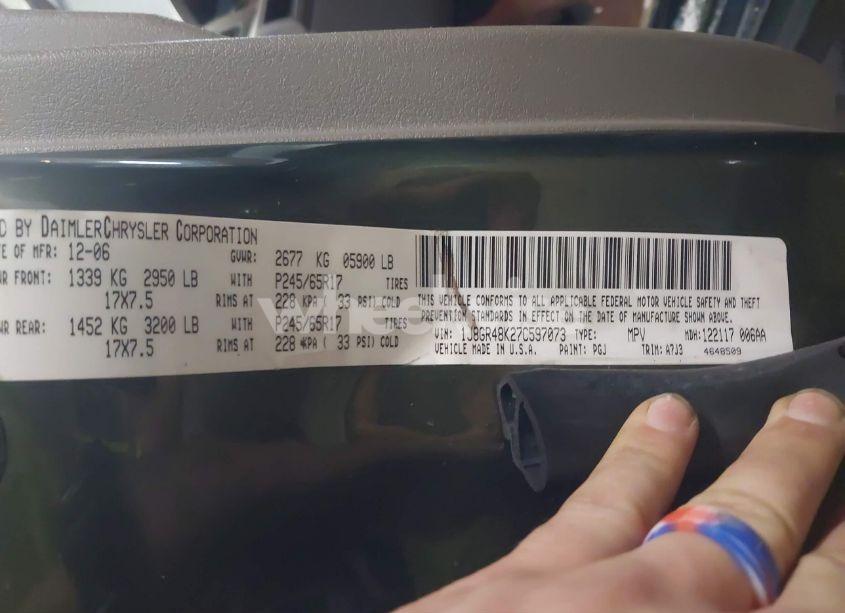 D BY DAIMLERCHRYSLER CORPORATION
TE OF MFR: 12-06 GVWR: 2677 KG 05900 LB
WR FRONT: 1339 KG 2950 LB WITH P245/65R17 TIRES
17X7.5 RIMS AT 228 KPA( 33 PSI) COLD
WR REAR: 1452 KG 3200 LB WITH P245/65R17 TIRES
17X7.5 RIMS AT 228 KPA( 33 PSI) COLD
THIS VEHICLE CONFORMS TO ALL APPLICABLE FEDERAL MOTOR VEHICLE SAFETY AND THEFT
PREVENTION STANDARDS IN EFFECT ON THE DATE OF MANUFACTURE SHOWN ABOVE.
VIN: 1J8GR48K27C597073 TYPE: MPV MDH: 122117 006AA
VEHICLE MADE IN U.S.A. PAINT: PGJ TRIM: A7J3 4648509